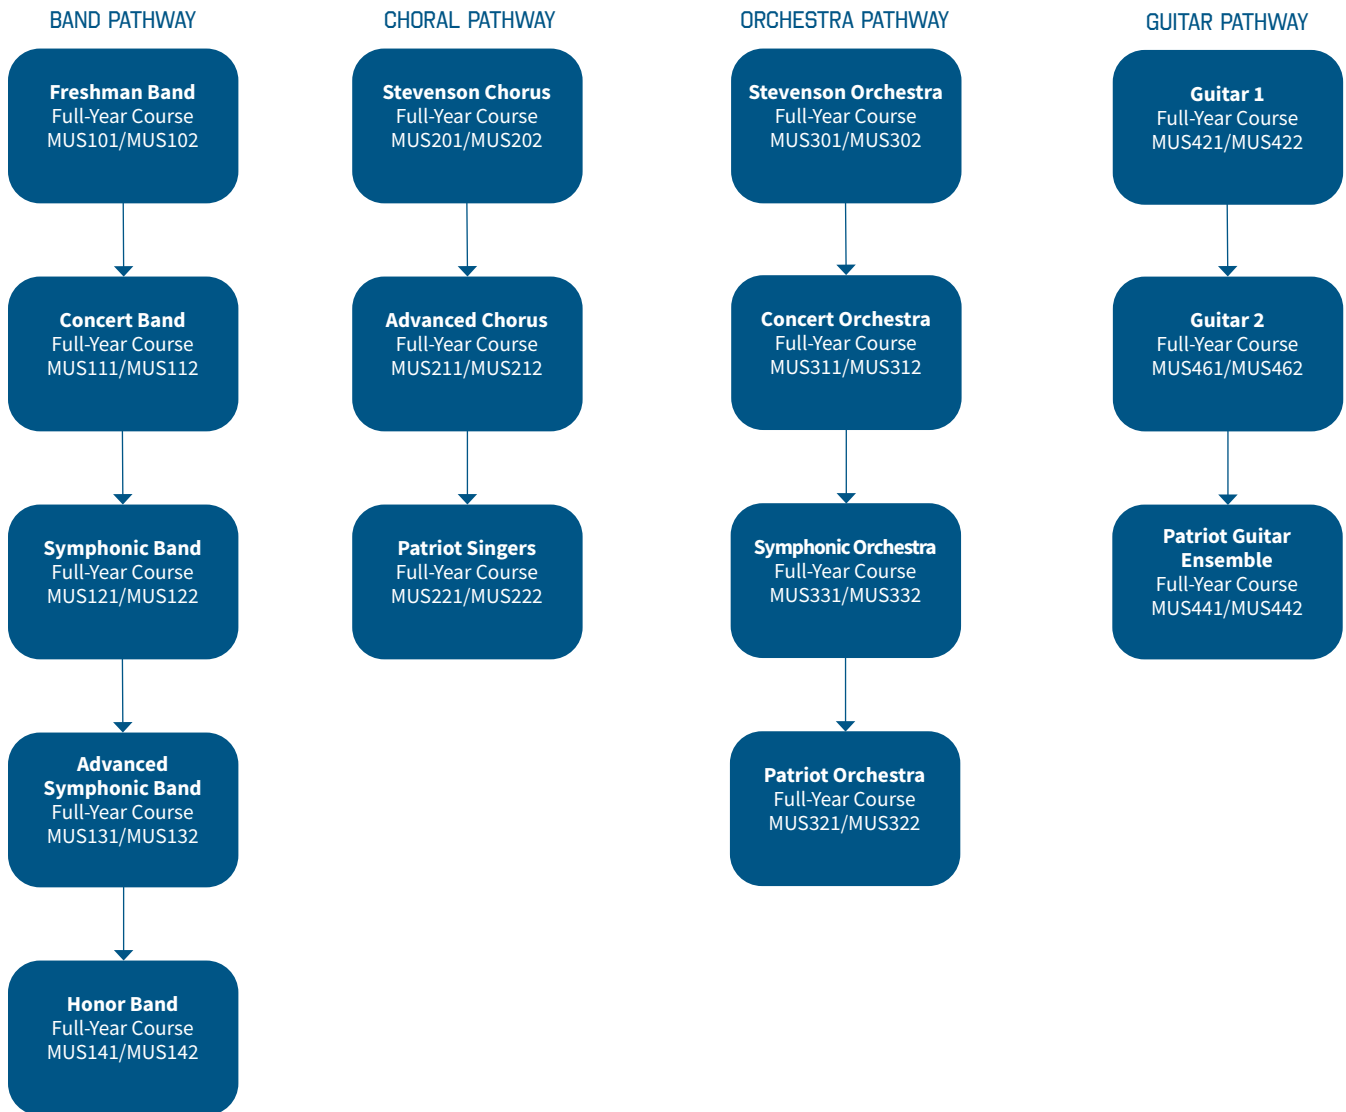 BAND PATHWAY
Freshman Band
Full-Year Course
MUS101/MUS102
Concert Band
Full-Year Course
MUS111/MUS112
Symphonic Band
Full-Year Course
MUS121/MUS122
Advanced
Symphonic Band
Full-Year Course
MUS131/MUS132
Honor Band
Full-Year Course
MUS141/MUS142
CHORAL PATHWAY
Stevenson Chorus
Full-Year Course
MUS201/MUS202
Advanced Chorus
Full-Year Course
MUS211/MUS212
Patriot Singers
Full-Year Course
MUS221/MUS222
ORCHESTRA PATHWAY
Stevenson Orchestra
Full-Year Course
MUS301/MUS302
Concert Orchestra
Full-Year Course
MUS311/MUS312
Symphonic Orchestra
Full-Year Course
MUS331/MUS332
Patriot Orchestra
Full-Year Course
MUS321/MUS322
GUITAR PATHWAY
Guitar 1
Full-Year Course
MUS421/MUS422
Guitar 2
Full-Year Course
MUS461/MUS462
Patriot Guitar
Ensemble
Full-Year Course
MUS441/MUS442